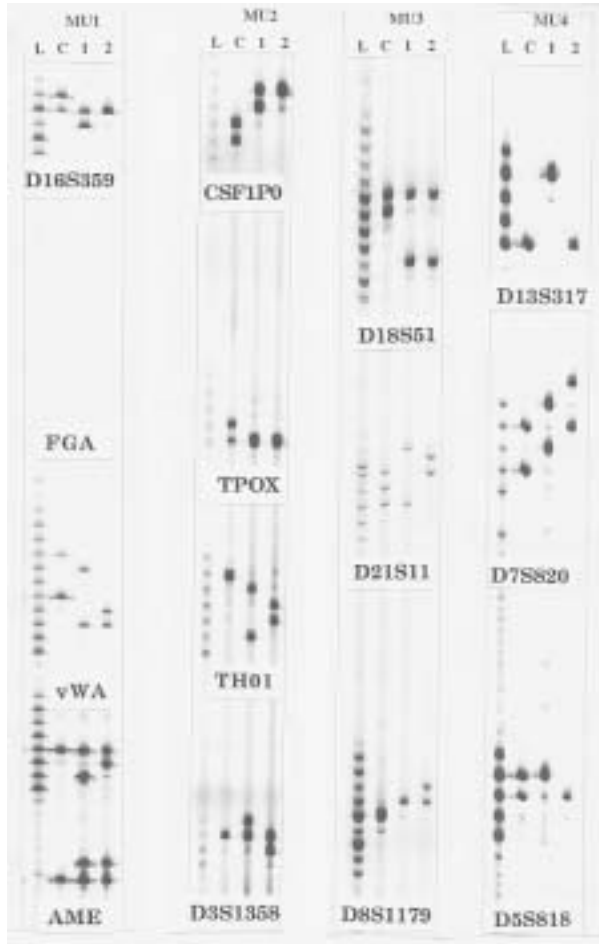 MU1
L C 1 2
D16S359
FGA
vWA
AME
MU2
L C 1 2
CSF1P0
TPOX
TH01
D3S1358
MU3
L C 1 2
D18S51
D21S11
D8S1179
MU4
L C 1 2
D13S317
D7S820
D5S818